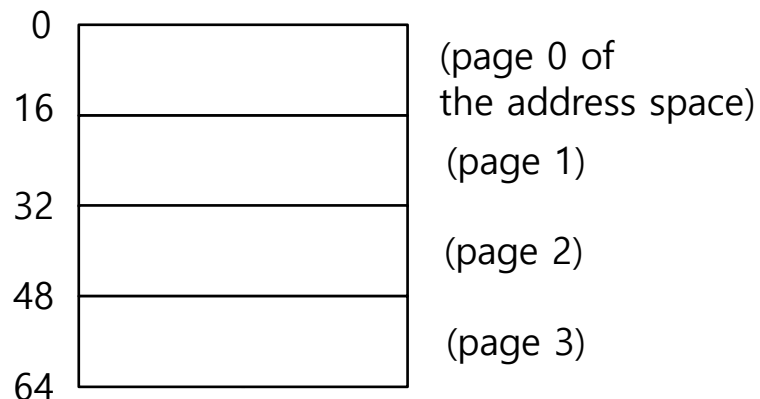 0
(page 0 of
the address space)
16
(page 1)
32
(page 2)
48
(page 3)
64